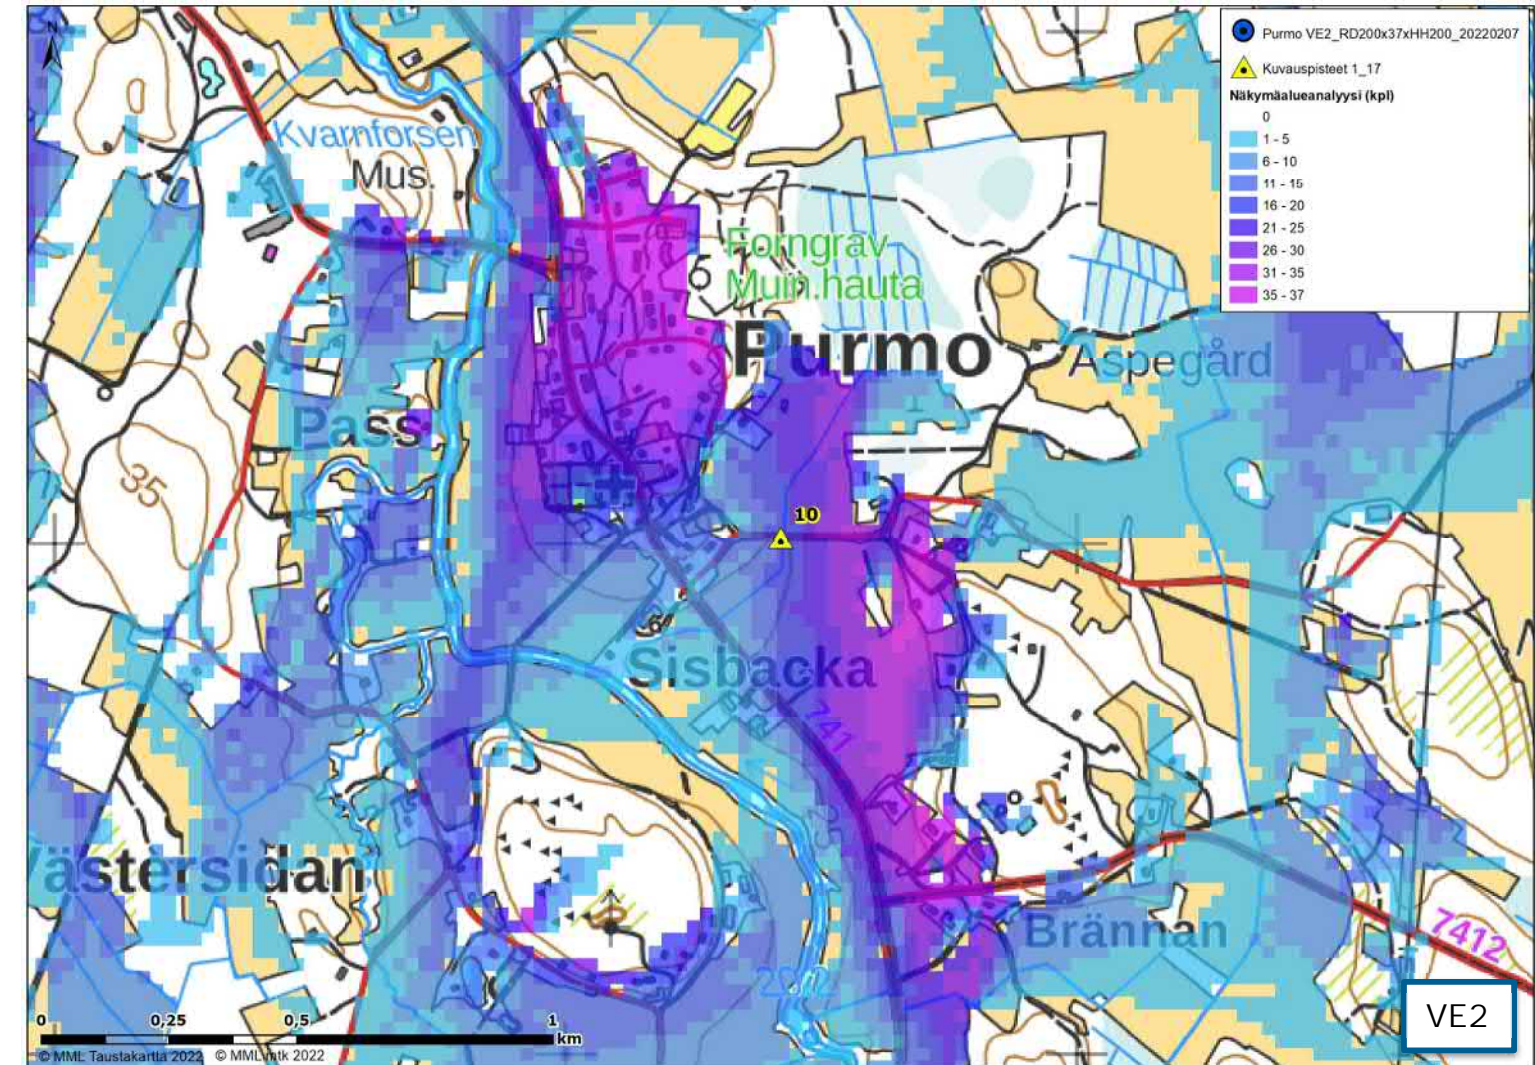 N
Purmo VE2_RD200x37xHH200_20220207
Kuvauspisteet 1_17
Näkymäalueanalyysi (kpl)
0
1 - 5
6 - 10
11 - 15
16 - 20
21 - 25
26 - 30
31 - 35
35 - 37
Kvarnforsen
Mus.
Forngrav
Muin.hauta
Purmo
Åspegård
Pass
35
10
Sisbacka
741
25
Västersidan
Brännan
7412
VE2
0 0,25 0,5 1
km
© MML Taustakartta 2022 © MML mtk 2022